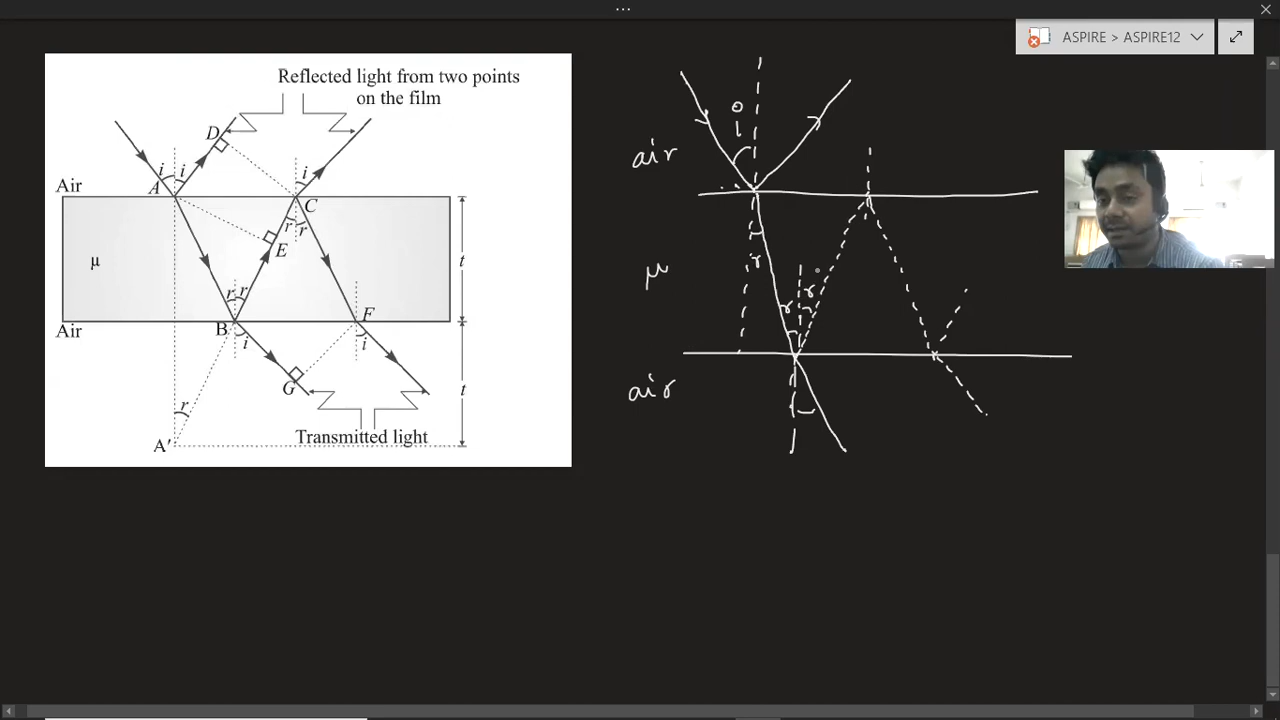 ...
ASPIRE > ASPIRE12
Reflected light from two points
on the film
D
i
i
i
Air
A
C
r
r
μ
E
t
r
r
Air
B
F
i
i
G
t
r
A'
Transmitted light
i
air
μ
r
r
r
air